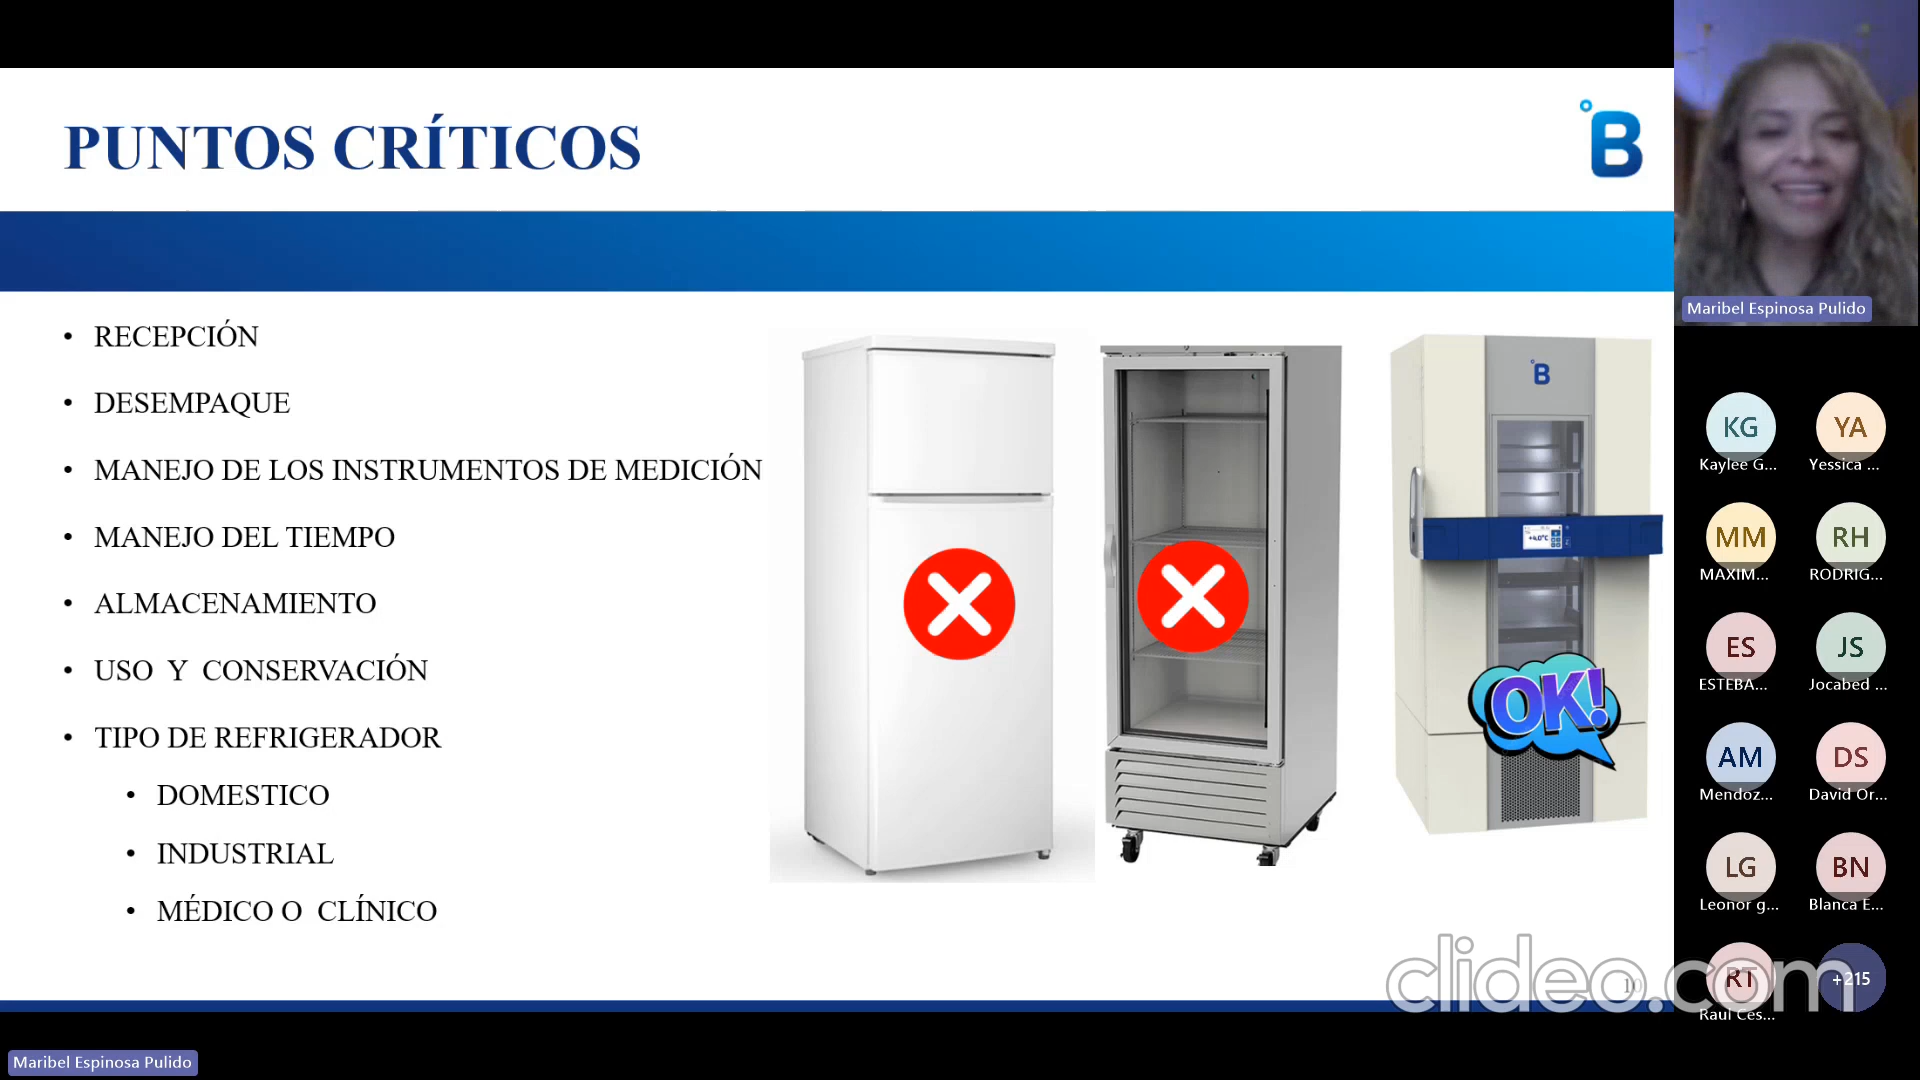 PUNTOS CRÍTICOS
°B
• RECEPCIÓN
• DESEMPAQUE
• MANEJO DE LOS INSTRUMENTOS DE MEDICIÓN
• MANEJO DEL TIEMPO
• ALMACENAMIENTO
• USO Y CONSERVACIÓN
• TIPO DE REFRIGERADOR
• DOMESTICO
• INDUSTRIAL
• MÉDICO O CLÍNICO
°B
+4.0°C
OK!
Maribel Espinosa Pulido
KG
Kaylee G...
YA
Yessica ...
MM
MAXIM...
RH
RODRIG...
ES
ESTEBA...
JS
Jocabed ...
AM
Mendoz...
DS
David Or...
LG
Leonor g...
BN
Blanca E...
RT
Raul Ces...
+215
clideo.com
Maribel Espinosa Pulido